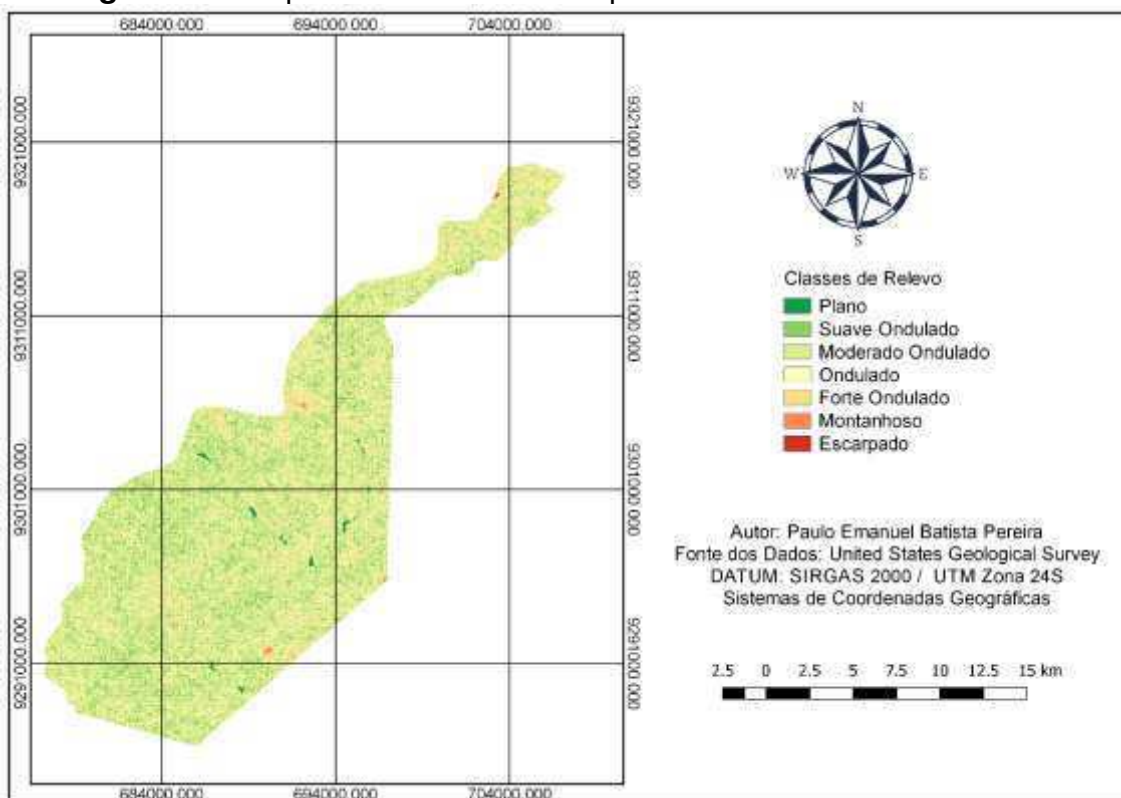 684000.000 694000.000 704000.000
9321000.000 9321000.000
9311000.000 9311000.000
9301000.000 9301000.000
9291000.000 9291000.000
684000.000 694000.000 704000.000
N
W E
S
Classes de Relevo
Plano
Suave Ondulado
Moderado Ondulado
Ondulado
Forte Ondulado
Montanhoso
Escarpado
Autor: Paulo Emanuel Batista Pereira
Fonte dos Dados: United States Geological Survey
DATUM: SIRGAS 2000 / UTM Zona 24S
Sistemas de Coordenadas Geográficas
2.5 0 2.5 5 7.5 10 12.5 15 km